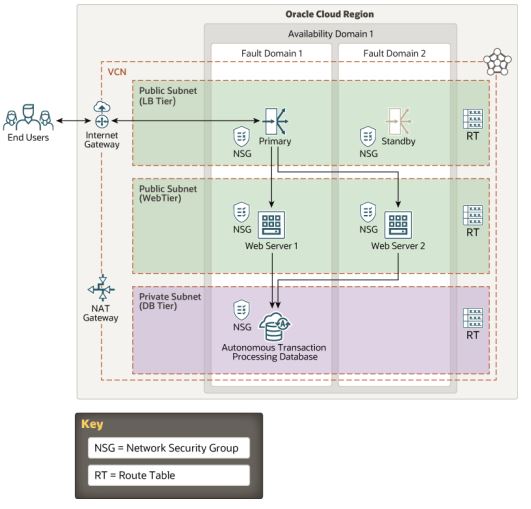 Oracle Cloud Region
Availability Domain 1
Fault Domain 1
Fault Domain 2
VCN
Public Subnet
(LB Tier)
End Users
Internet
Gateway
NSG
Primary
NSG
Standby
RT
Public Subnet
(WebTier)
NSG
Web Server 1
NSG
Web Server 2
RT
NAT
Gateway
Private Subnet
(DB Tier)
NSG
A
Autonomous Transaction
Processing Database
RT
Key
NSG = Network Security Group
RT = Route Table